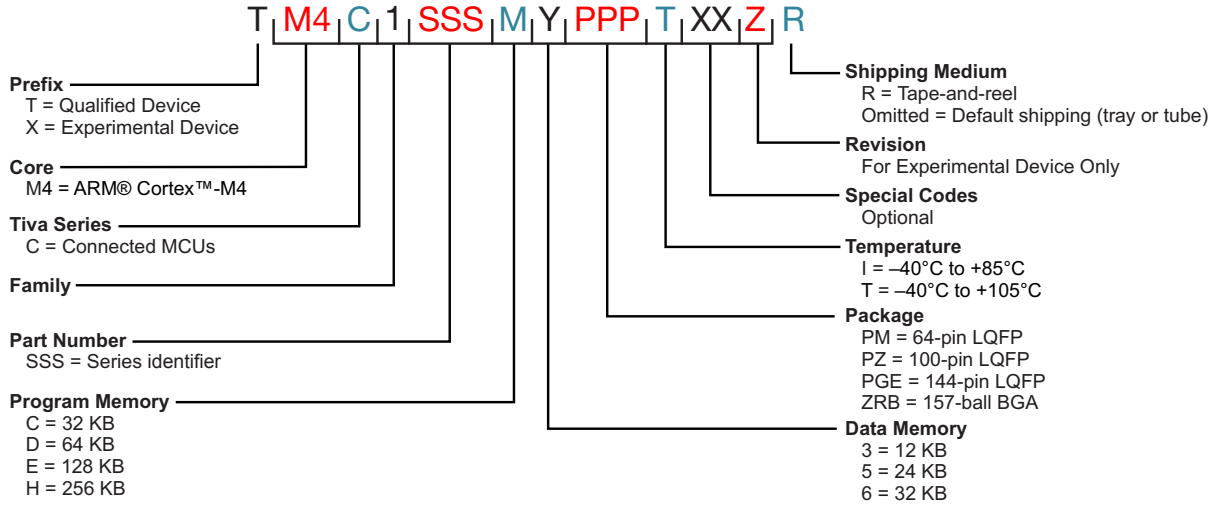 T M4 C 1 SSS M Y PPP T XX Z R
Prefix
T = Qualified Device
X = Experimental Device
Core
M4 = ARM® Cortex™-M4
Tiva Series
C = Connected MCUs
Family
Part Number
SSS = Series identifier
Program Memory
C = 32 KB
D = 64 KB
E = 128 KB
H = 256 KB
Shipping Medium
R = Tape-and-reel
Omitted = Default shipping (tray or tube)
Revision
For Experimental Device Only
Special Codes
Optional
Temperature
I = –40°C to +85°C
T = –40°C to +105°C
Package
PM = 64-pin LQFP
PZ = 100-pin LQFP
PGE = 144-pin LQFP
ZRB = 157-ball BGA
Data Memory
3 = 12 KB
5 = 24 KB
6 = 32 KB